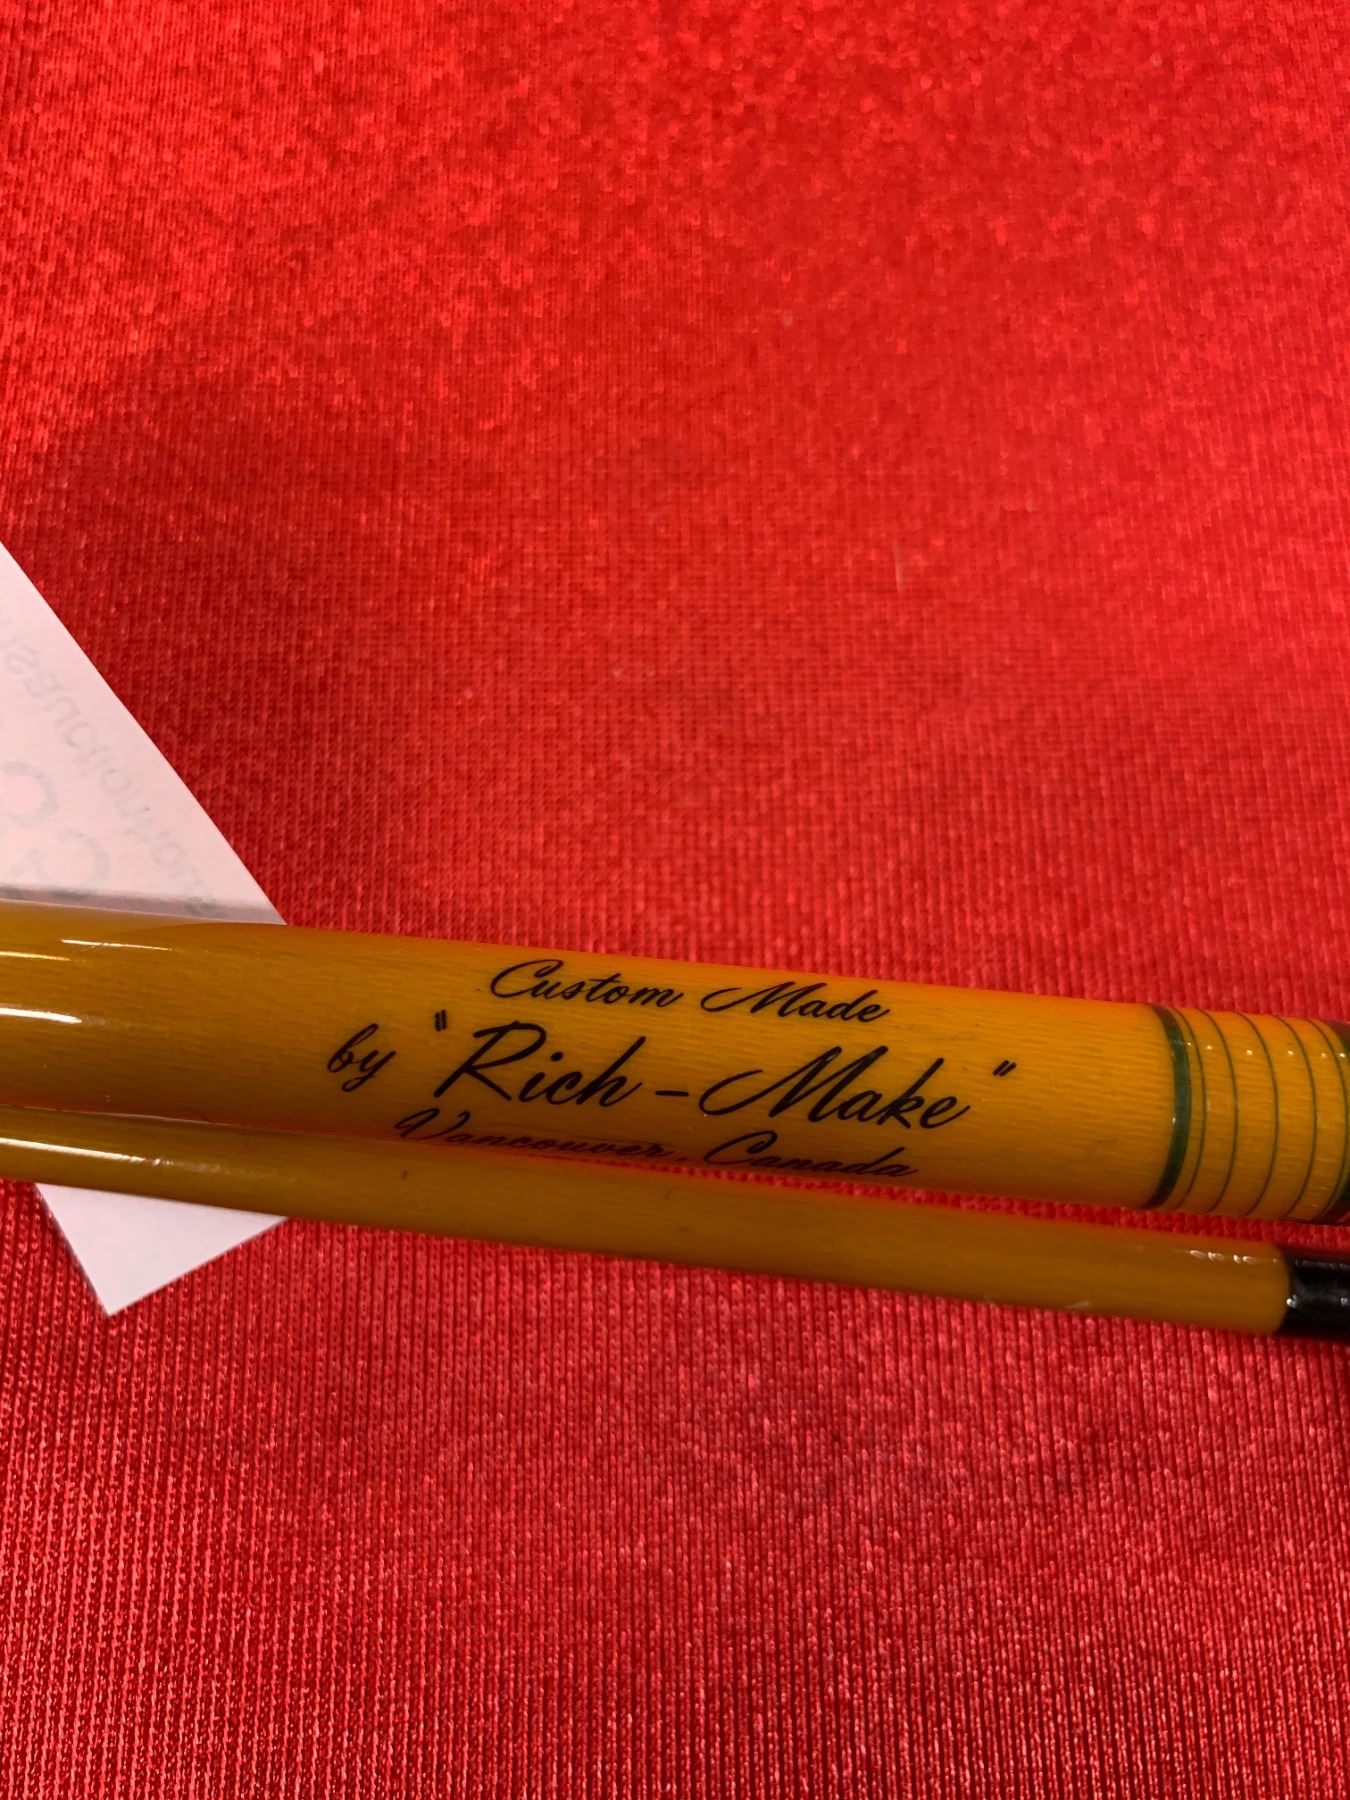 Custom Made
by "Rich-Make"
Vancouver, Canada